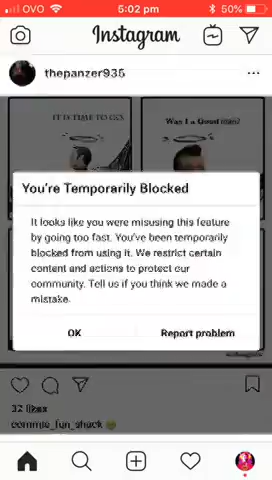 OVO
5:02 pm
50%
Instagram
thepanzer935
IT IS TIME TO GO.
Was I a Good man?
You're Temporarily Blocked
It looks like you were misusing this feature
by going too fast. You've been temporarily
blocked from using it. We restrict certain
content and actions to protect our
community. Tell us if you think we made a
mistake.
OK
Report problem
32 likes
commie_fun_shack